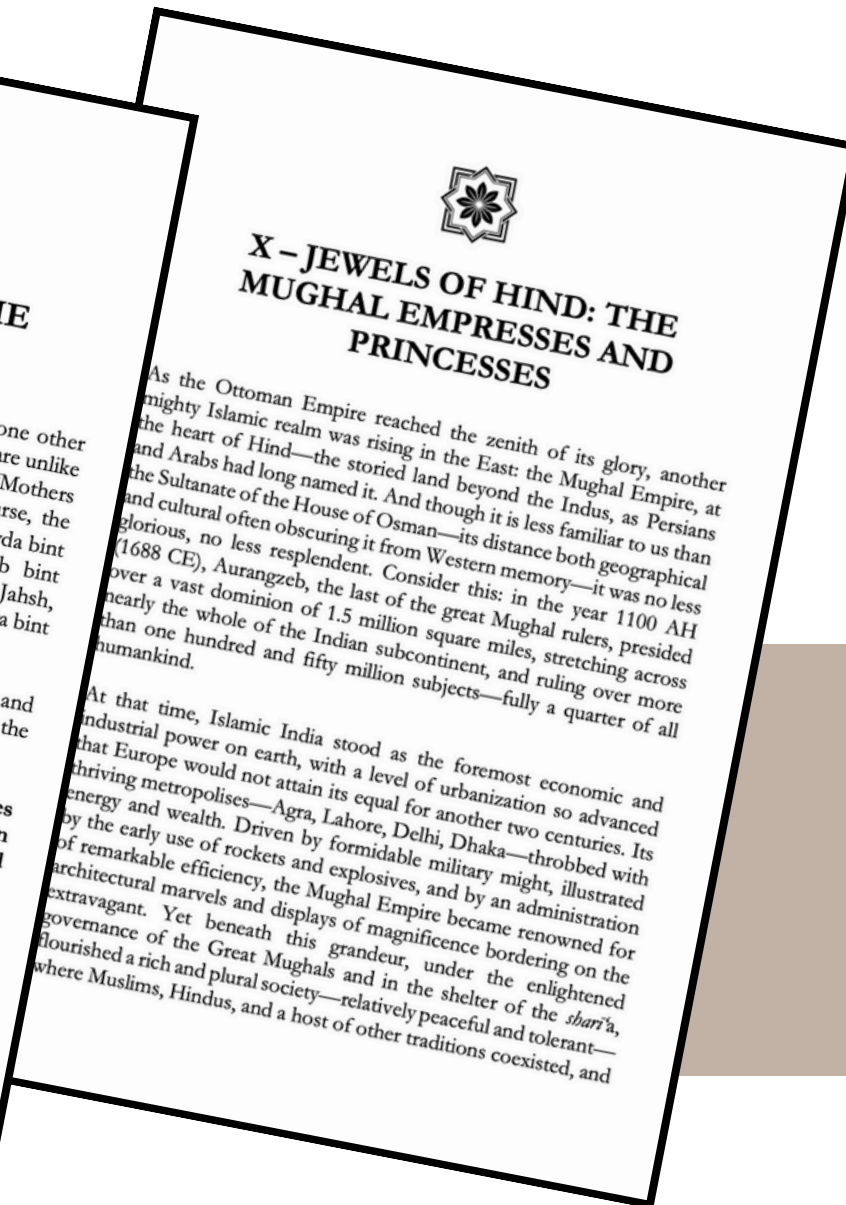 IE
one other
are unlike
Mothers
rse, the
da bint
b bint
Jahsh,
a bint
and
the
es
n
X – JEWELS OF HIND: THE
MUGHAL EMPRESSES AND
PRINCESSES
As the Ottoman Empire reached the zenith of its glory, another
mighty Islamic realm was rising in the East: the Mughal Empire, at
the heart of Hind—the storied land beyond the Indus, as Persians
and Arabs had long named it. And though it is less familiar to us than
the Sultanate of the House of Osman—its distance both geographical
and cultural often obscuring it from Western memory—it was no less
glorious, no less resplendent. Consider this: in the year 1100 AH
(1688 CE), Aurangzeb, the last of the great Mughal rulers, presided
over a vast dominion of 1.5 million square miles, stretching across
nearly the whole of the Indian subcontinent, and ruling over more
than one hundred and fifty million subjects—fully a quarter of all
humankind.
At that time, Islamic India stood as the foremost economic and
industrial power on earth, with a level of urbanization so advanced
that Europe would not attain its equal for another two centuries. Its
thriving metropolises—Agra, Lahore, Delhi, Dhaka—throbbed with
energy and wealth. Driven by formidable military might, illustrated
by the early use of rockets and explosives, and by an administration
of remarkable efficiency, the Mughal Empire became renowned for
architectural marvels and displays of magnificence bordering on the
extravagant. Yet beneath this grandeur, under the enlightened
governance of the Great Mughals and in the shelter of the shari'a,
flourished a rich and plural society—relatively peaceful and tolerant—
where Muslims, Hindus, and a host of other traditions coexisted, and